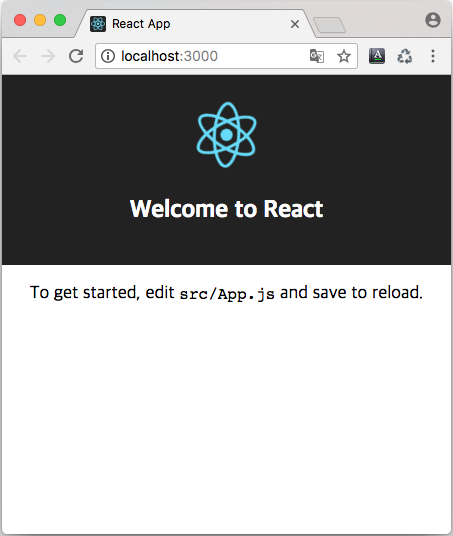 React App
localhost:3000
Welcome to React
To get started, edit src/App.js and save to reload.